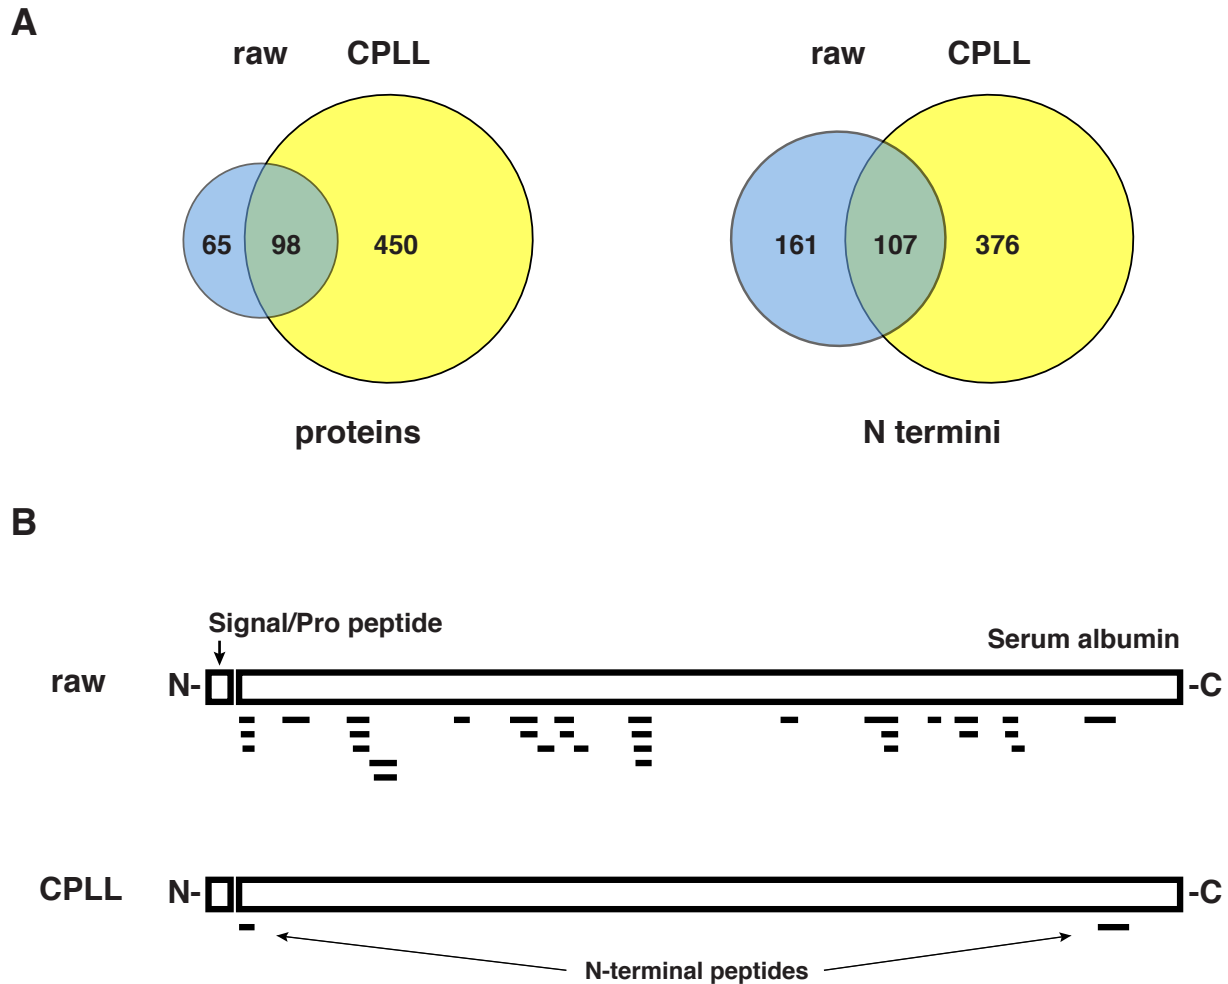 A
raw CPLL raw CPLL
65 98 450 161 107 376
proteins N termini
B
Signal/Pro peptide
Serum albumin
raw N- -C
CPLL N- -C
N-terminal peptides